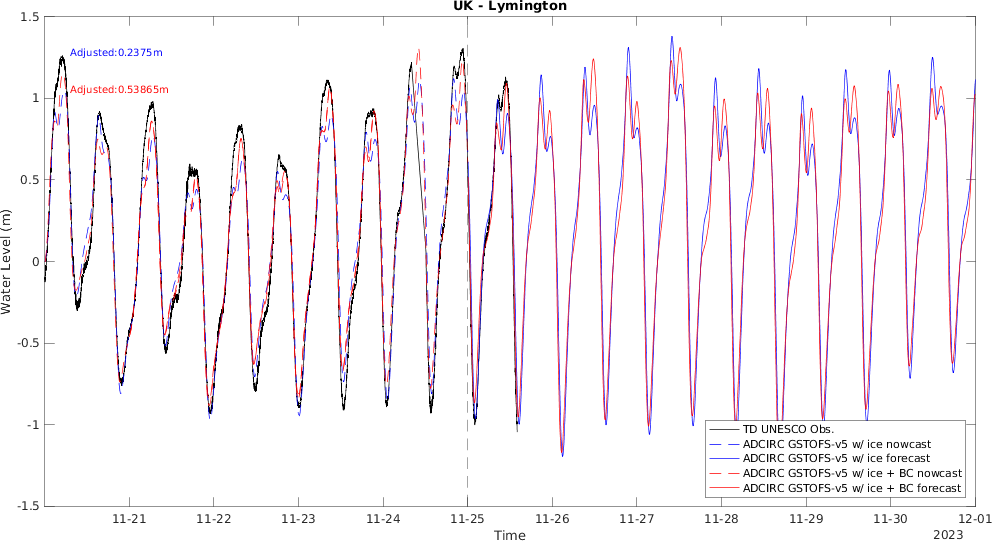 UK - Lymington
1.5
1
0.5
0
-0.5
-1
-1.5
Water Level (m)
Adjusted:0.2375m
Adjusted:0.53865m
TD UNESCO Obs.
ADCIRC GSTOFS-v5 w/ ice nowcast
ADCIRC GSTOFS-v5 w/ ice forecast
ADCIRC GSTOFS-v5 w/ ice + BC nowcast
ADCIRC GSTOFS-v5 w/ ice + BC forecast
11-21 11-22 11-23 11-24 11-25 11-26 11-27 11-28 11-29 11-30 12-01
Time
2023